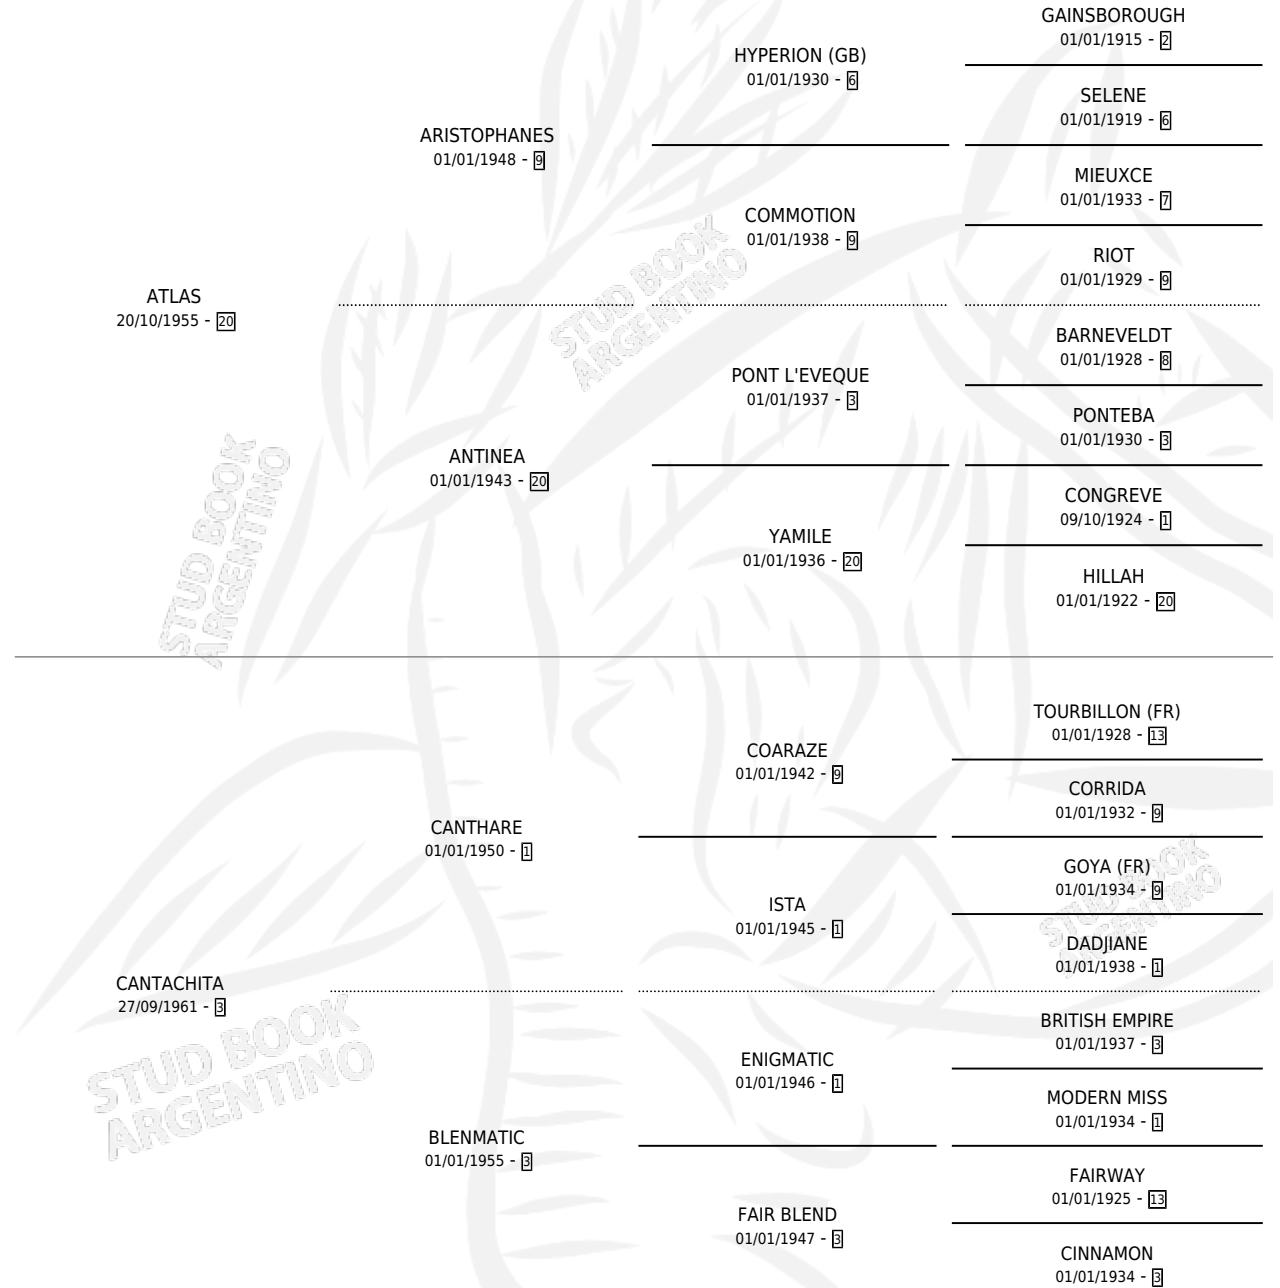 GAINSBOROUGH
01/01/1915 - 2
HYPERION (GB)
01/01/1930 - 6
SELENE
01/01/1919 - 6
ARISTOPHANES
01/01/1948 - 9
MIEUXCE
01/01/1933 - 7
COMMOTION
01/01/1938 - 9
RIOT
01/01/1929 - 9
ATLAS
20/10/1955 - 20
STUD BOOK
ARGENTINO
BARNEVELDT
01/01/1928 - 8
PONT L'EVEQUE
01/01/1937 - 3
PONTEBA
01/01/1930 - 3
ANTINEA
01/01/1943 - 20
CONGREVE
09/10/1924 - 1
YAMILE
01/01/1936 - 20
HILLAH
01/01/1922 - 20
STUD BOOK
ARGENTINO
TOURBILLON (FR)
01/01/1928 - 13
COARAZE
01/01/1942 - 9
CORRIDA
01/01/1932 - 9
CANTHARE
01/01/1950 - 1
GOYA (FR)
01/01/1934 - 9
ISTA
01/01/1945 - 1
DADJIANE
01/01/1938 - 1
STUD BOOK
ARGENTINO
CANTACHITA
27/09/1961 - 3
BRITISH EMPIRE
01/01/1937 - 3
ENIGMATIC
01/01/1946 - 1
MODERN MISS
01/01/1934 - 1
STUD BOOK
ARGENTINO
BLENMATIC
01/01/1955 - 3
FAIRWAY
01/01/1925 - 13
FAIR BLEND
01/01/1947 - 3
CINNAMON
01/01/1934 - 3